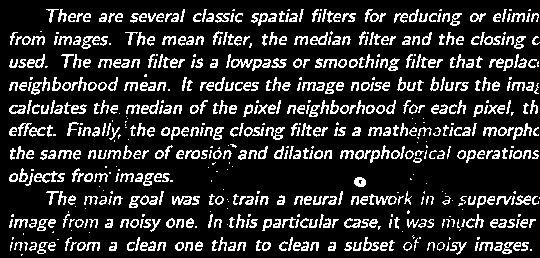 There are several classic spatial filters for reducing or elimin
from images. The mean filter, the median filter and the closing c
used. The mean filter is a lowpass or smoothing filter that replac
neighborhood mean. It reduces the image noise but blurs the imag
calculates the median of the pixel neighborhood for each pixel, th
effect. Finally, the opening closing filter is a mathematical morpho
the same number of erosion and dilation morphological operations
objects from images.
The main goal was to train a neural network in a supervised
image from a noisy one. In this particular case, it was much easier
image from a clean one than to clean a subset of noisy images.